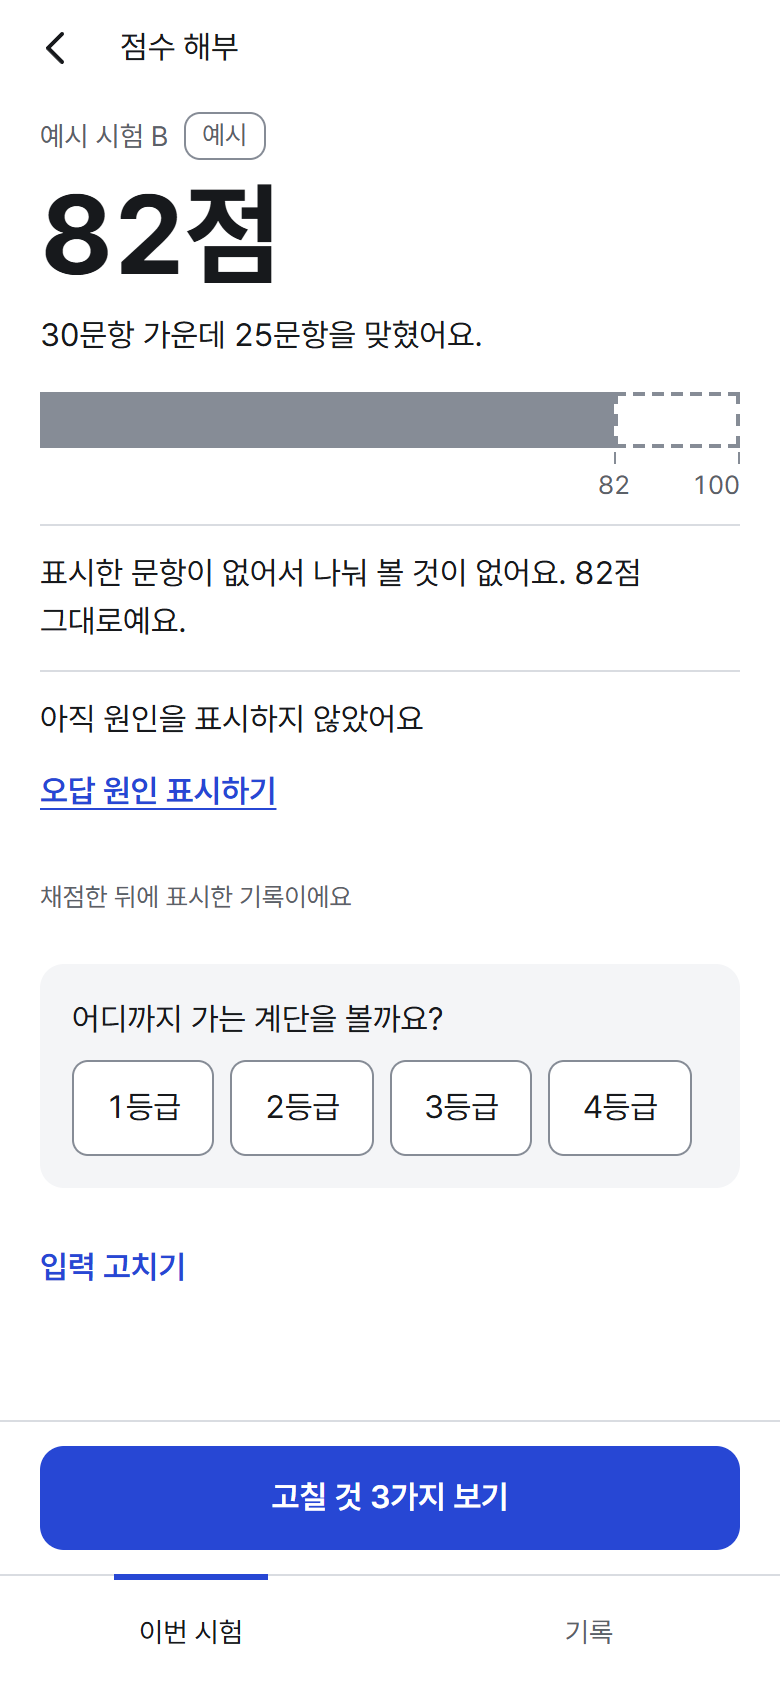 점수 해부
예시 시험 B 예시
82점
30문항 가운데 25문항을 맞혔어요.
82 100
표시한 문항이 없어서 나눠 볼 것이 없어요. 82점
그대로예요.
아직 원인을 표시하지 않았어요
오답 원인 표시하기
채점한 뒤에 표시한 기록이에요
어디까지 가는 계단을 볼까요?
1등급 2등급 3등급 4등급
입력 고치기
고칠 것 3가지 보기
이번 시험 기록